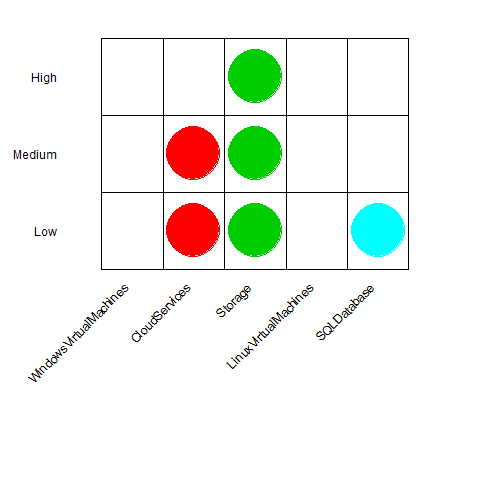 High
Medium
Low
WindowsVirtualMachines
CloudServices
Storage
LinuxVirtualMachines
SQLDatabase